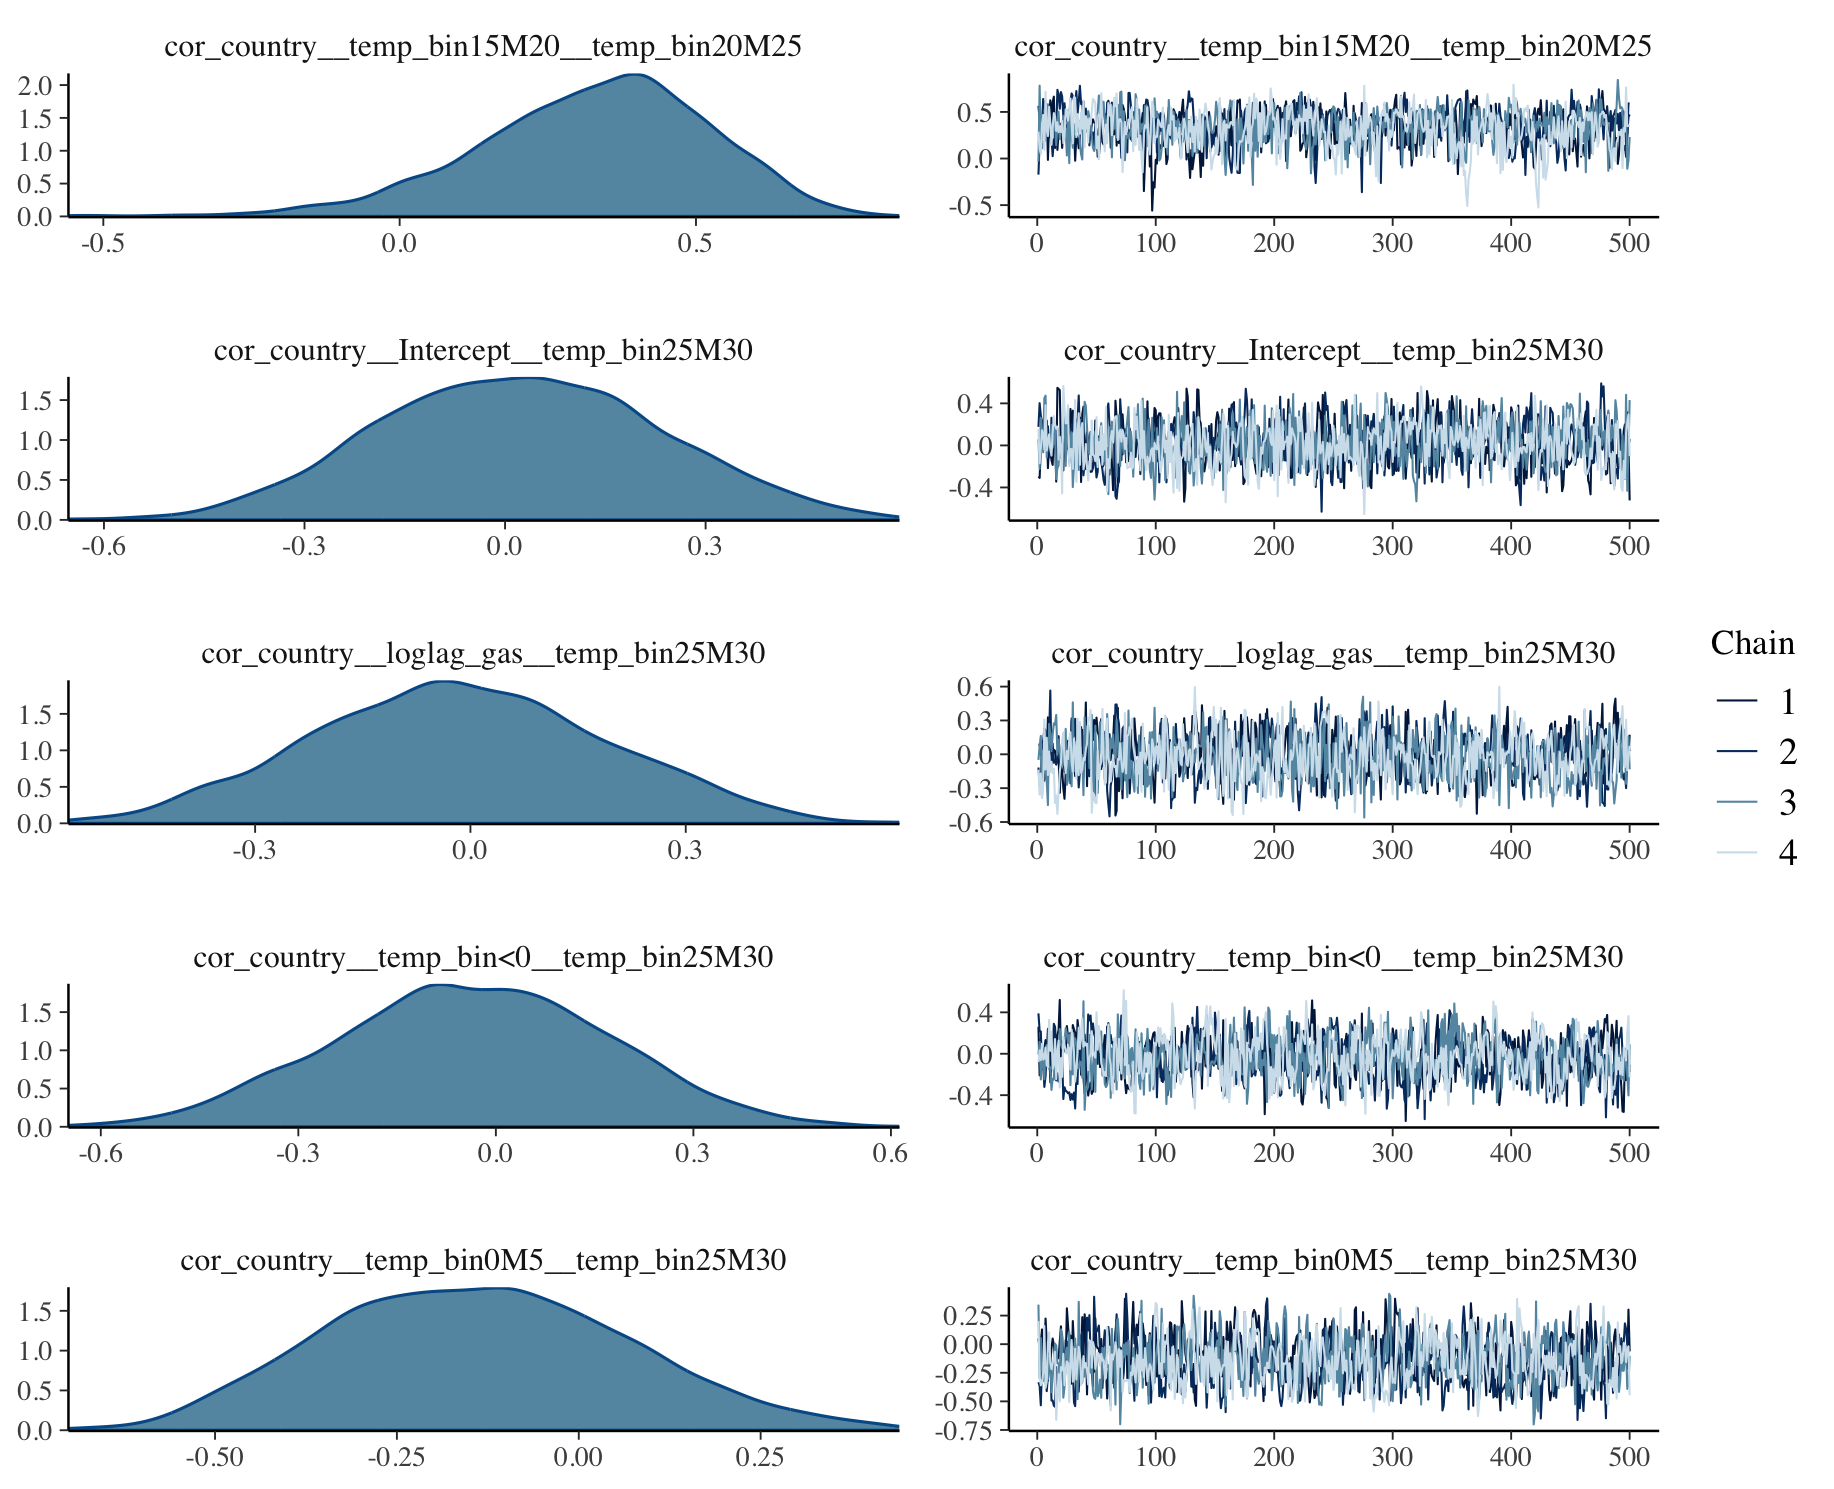 cor_country__temp_bin15M20__temp_bin20M25
2.0
1.5
1.0
0.5
0.0
-0.5 0.0 0.5
cor_country__temp_bin15M20__temp_bin20M25
0.5
0.0
-0.5
0 100 200 300 400 500
cor_country__Intercept__temp_bin25M30
1.5
1.0
0.5
0.0
-0.6 -0.3 0.0 0.3
cor_country__Intercept__temp_bin25M30
0.4
0.0
-0.4
0 100 200 300 400 500
cor_country__loglag_gas__temp_bin25M30
1.5
1.0
0.5
0.0
-0.3 0.0 0.3
cor_country__loglag_gas__temp_bin25M30
0.6
0.3
0.0
-0.3
-0.6
0 100 200 300 400 500
cor_country__temp_bin<0__temp_bin25M30
1.5
1.0
0.5
0.0
-0.6 -0.3 0.0 0.3 0.6
cor_country__temp_bin<0__temp_bin25M30
0.4
0.0
-0.4
0 100 200 300 400 500
cor_country__temp_bin0M5__temp_bin25M30
1.5
1.0
0.5
0.0
-0.50 -0.25 0.00 0.25
cor_country__temp_bin0M5__temp_bin25M30
0.25
0.00
-0.25
-0.50
-0.75
0 100 200 300 400 500
Chain
1
2
3
4